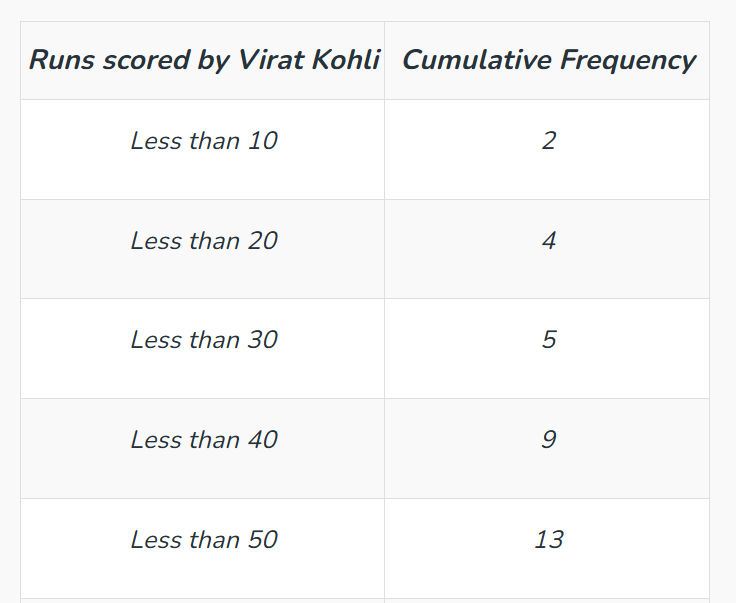 Runs scored by Virat Kohli Cumulative Frequency
Less than 10 2
Less than 20 4
Less than 30 5
Less than 40 9
Less than 50 13